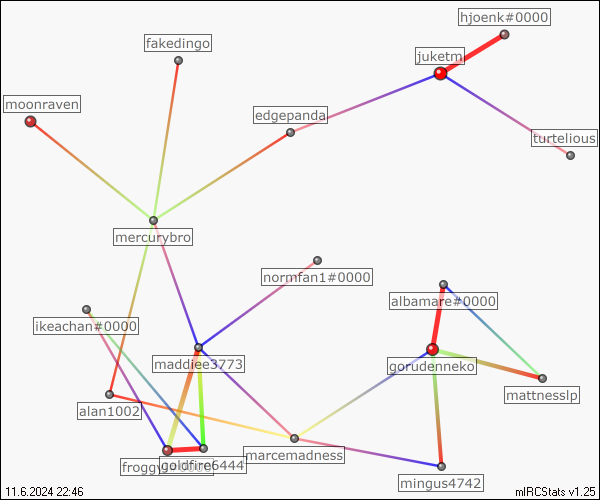 hjoenk#0000
fakedingo
juketm
moonraven
edgepanda
turtelious
mercurybro
normfan1#0000
albamare#0000
ikeachan#0000
maddiee3773
gorudenneko
mattnesslp
alan1002
marcemadness
goldfire6444
mingus4742
11.6.2024 22:46
mIRCStats v1.25